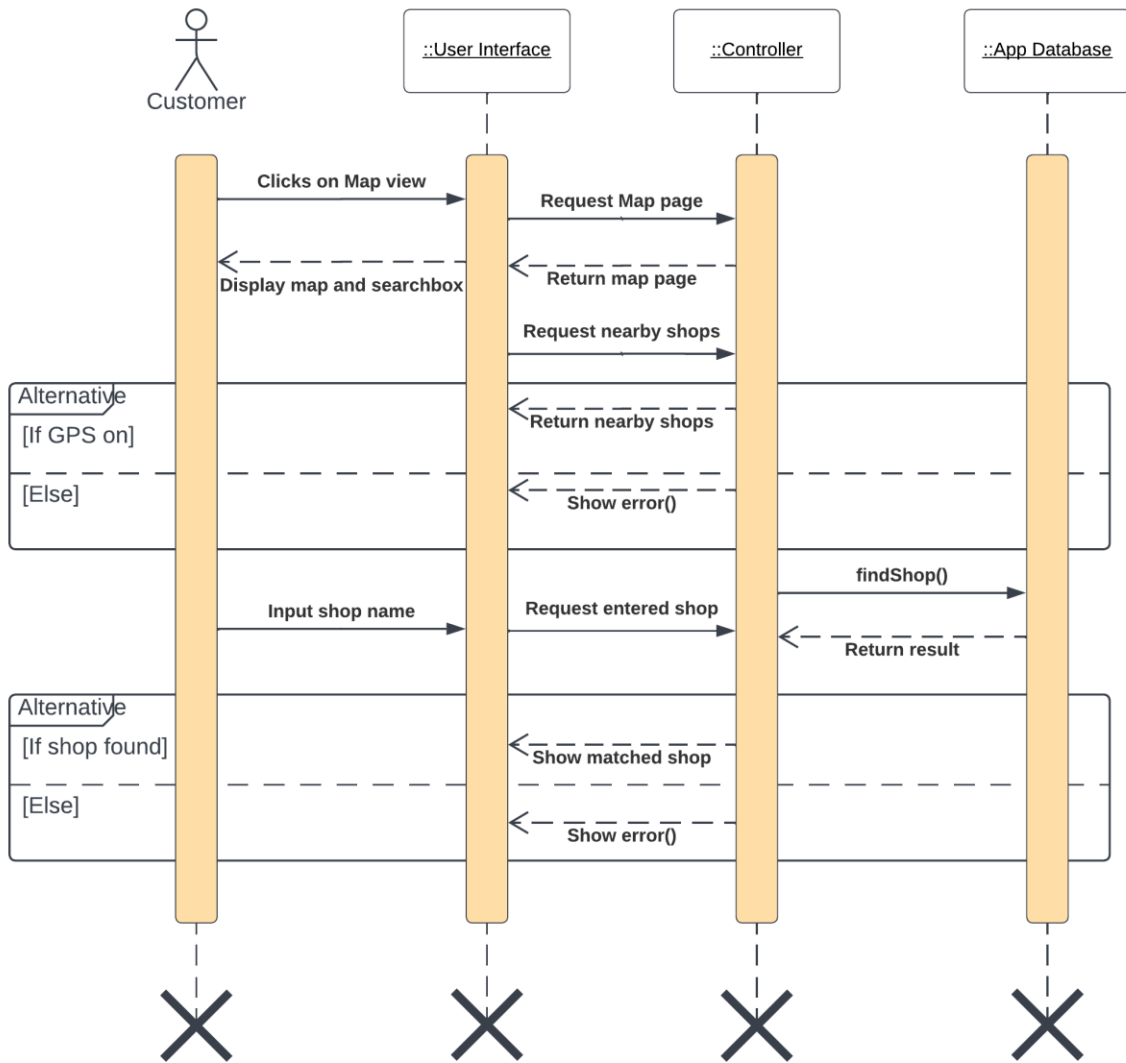 ::User Interface
::Controller
::App Database
Customer
Clicks on Map view
Request Map page
Display map and searchbox
Return map page
Request nearby shops
Alternative
[If GPS on]
Return nearby shops
[Else]
Show error()
findShop()
Input shop name
Request entered shop
Return result
Alternative
[If shop found]
Show matched shop
[Else]
Show error()